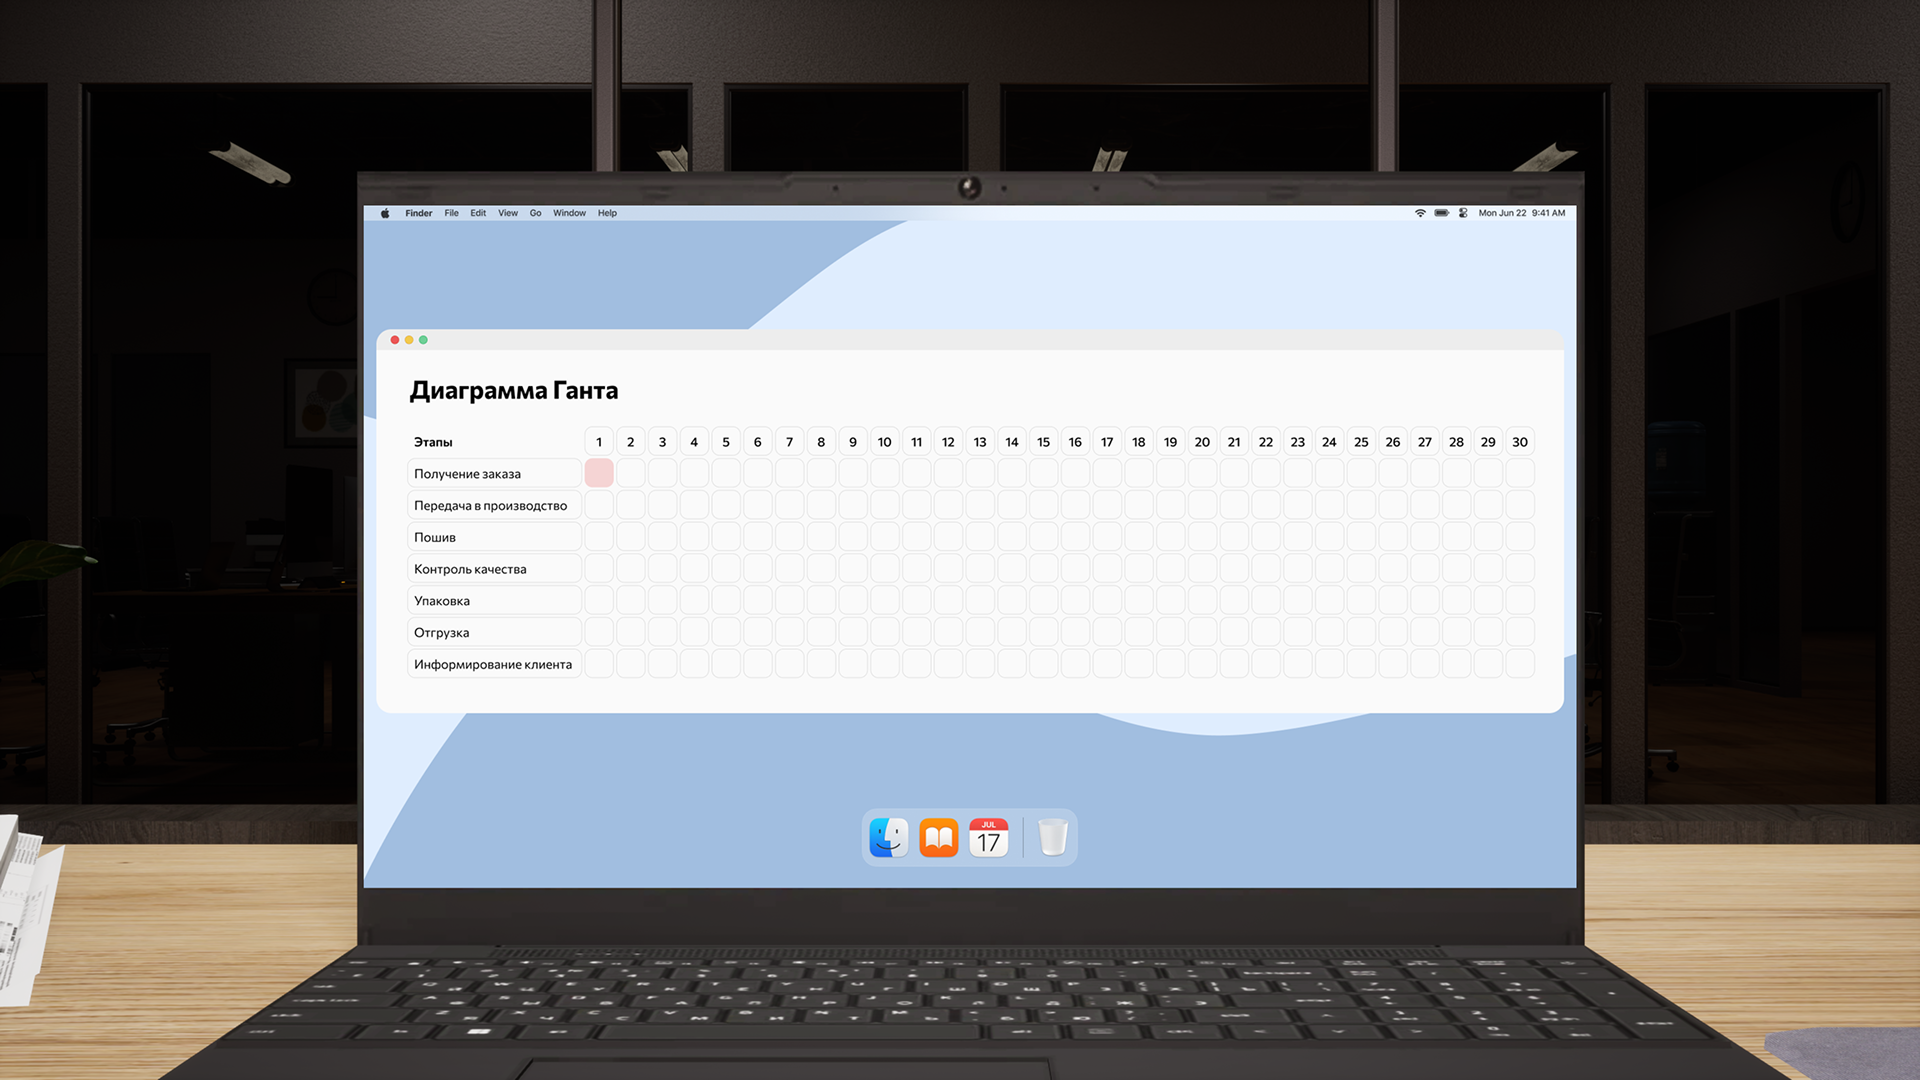 Finder File Edit View Go Window Help Mon Jun 22 9:41 AM
Диаграмма Ганта
Этапы 1 2 3 4 5 6 7 8 9 10 11 12 13 14 15 16 17 18 19 20 21 22 23 24 25 26 27 28 29 30
Получение заказа
Передача в производство
Пошив
Контроль качества
Упаковка
Отгрузка
Информирование клиента
JUL
17